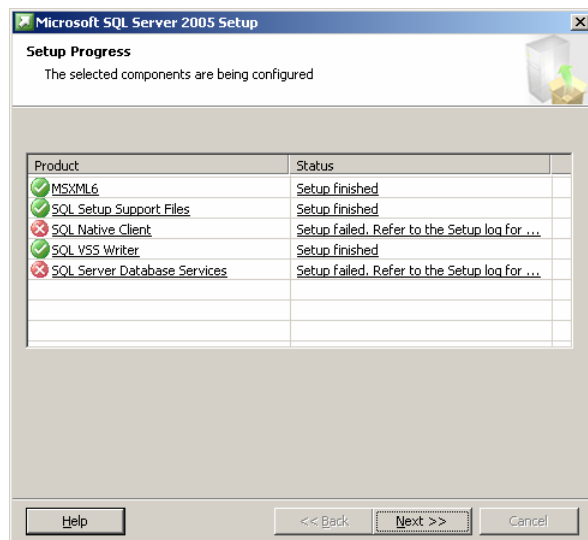 Microsoft SQL Server 2005 Setup
Setup Progress
The selected components are being configured
Product Status
MSXML6 Setup finished
SQL Setup Support Files Setup finished
SQL Native Client Setup failed. Refer to the Setup log for ...
SQL VSS Writer Setup finished
SQL Server Database Services Setup failed. Refer to the Setup log for ...
Help << Back Next >> Cancel